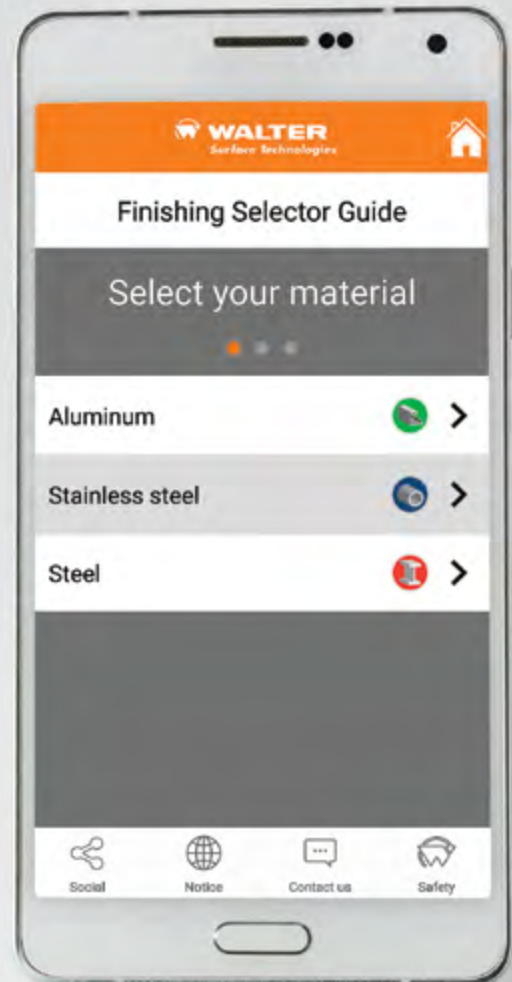 WALTER
Surface Technologies
Finishing Selector Guide
Select your material
Aluminum
Stainless steel
Steel
Social Notice Contact us Safety